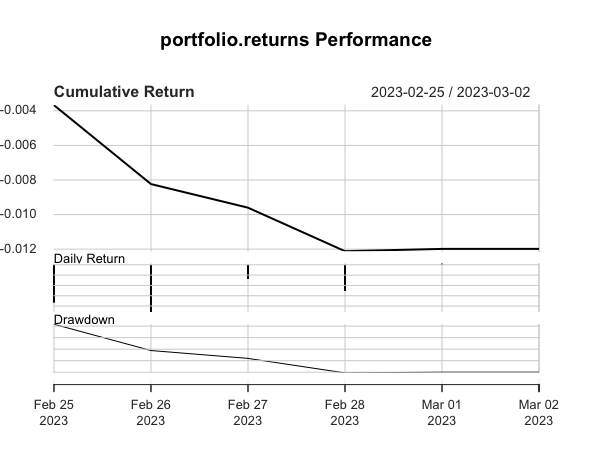 portfolio.returns Performance
Cumulative Return 2023-02-25 / 2023-03-02
-0.004
-0.006
-0.008
-0.010
-0.012
Daily Return
Drawdown
Feb 25 Feb 26 Feb 27 Feb 28 Mar 01 Mar 02
2023 2023 2023 2023 2023 2023